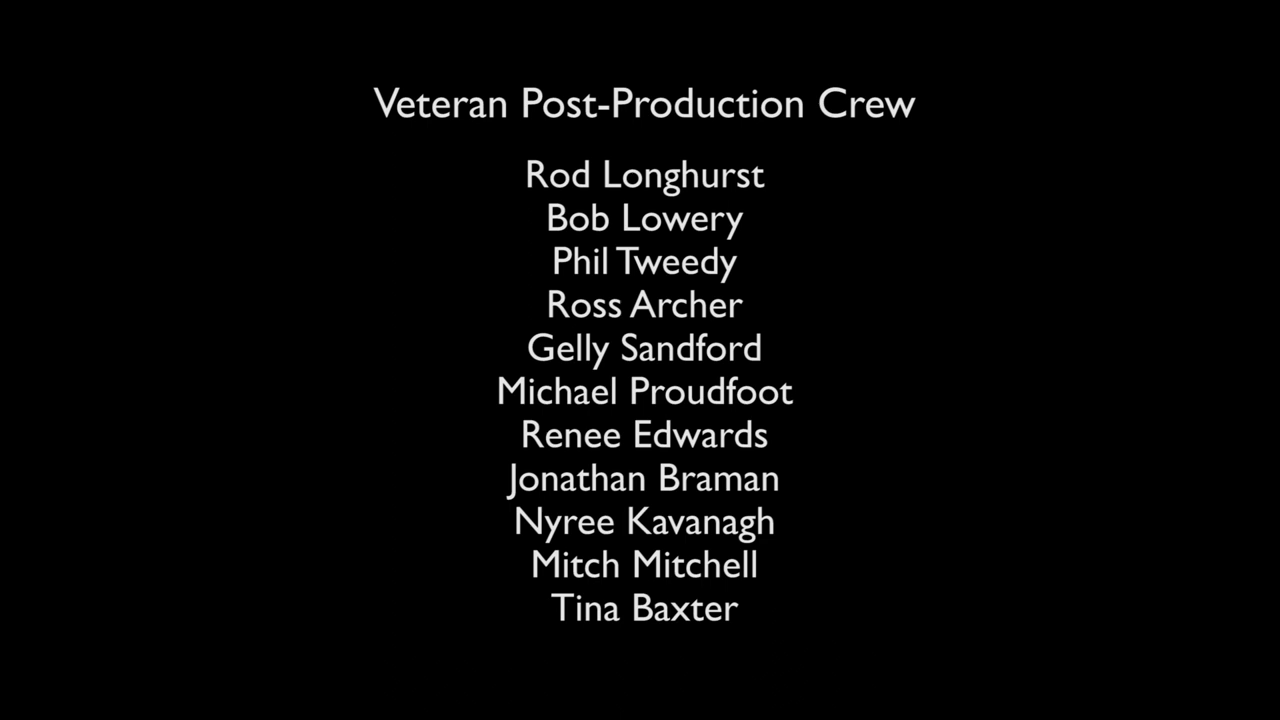 Veteran Post-Production Crew
Rod Longhurst
Bob Lowery
Phil Tweedy
Ross Archer
Gelly Sandford
Michael Proudfoot
Renee Edwards
Jonathan Braman
Nyree Kavanagh
Mitch Mitchell
Tina Baxter